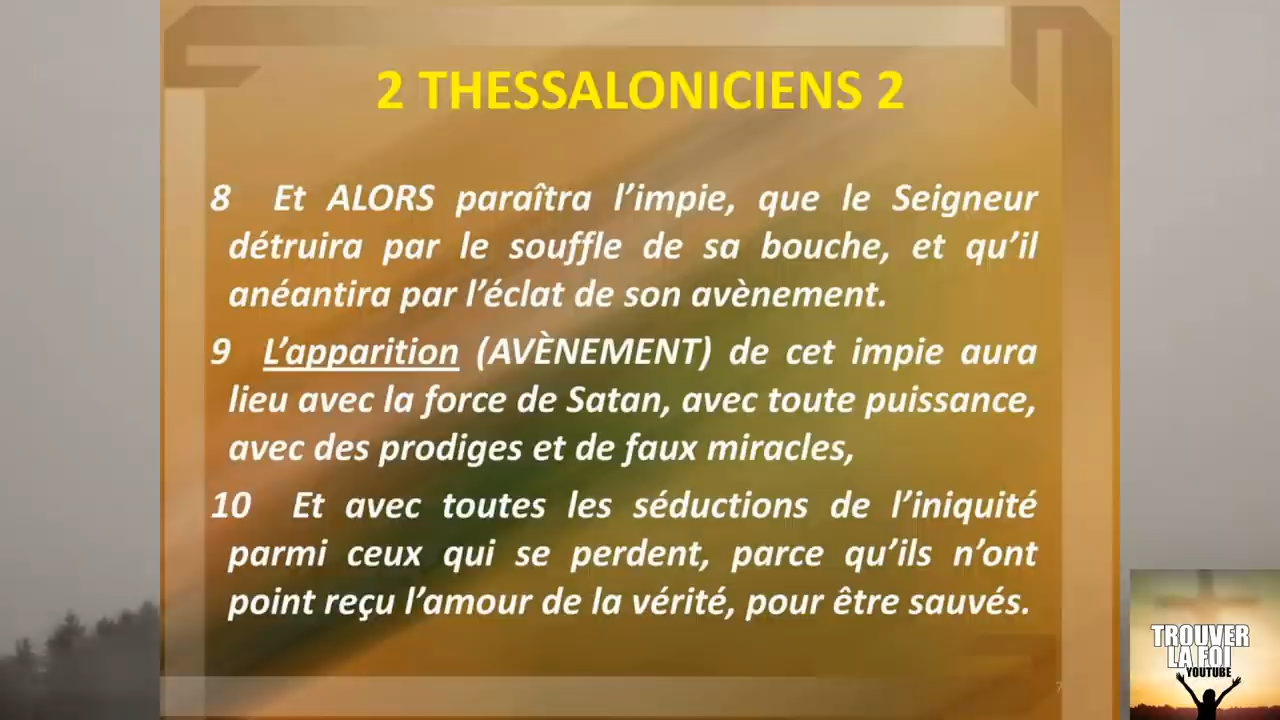 2 THESSALONICIENS 2
8 Et ALORS paraîtra l’impie, que le Seigneur
détruira par le souffle de sa bouche, et qu’il
anéantira par l’éclat de son avènement.
9 L’apparition (AVÈNEMENT) de cet impie aura
lieu avec la force de Satan, avec toute puissance,
avec des prodiges et de faux miracles,
10 Et avec toutes les séductions de l’iniquité
parmi ceux qui se perdent, parce qu’ils n’ont
point reçu l’amour de la vérité, pour être sauvés.
TROUVER
LA FOI
YOUTUBE